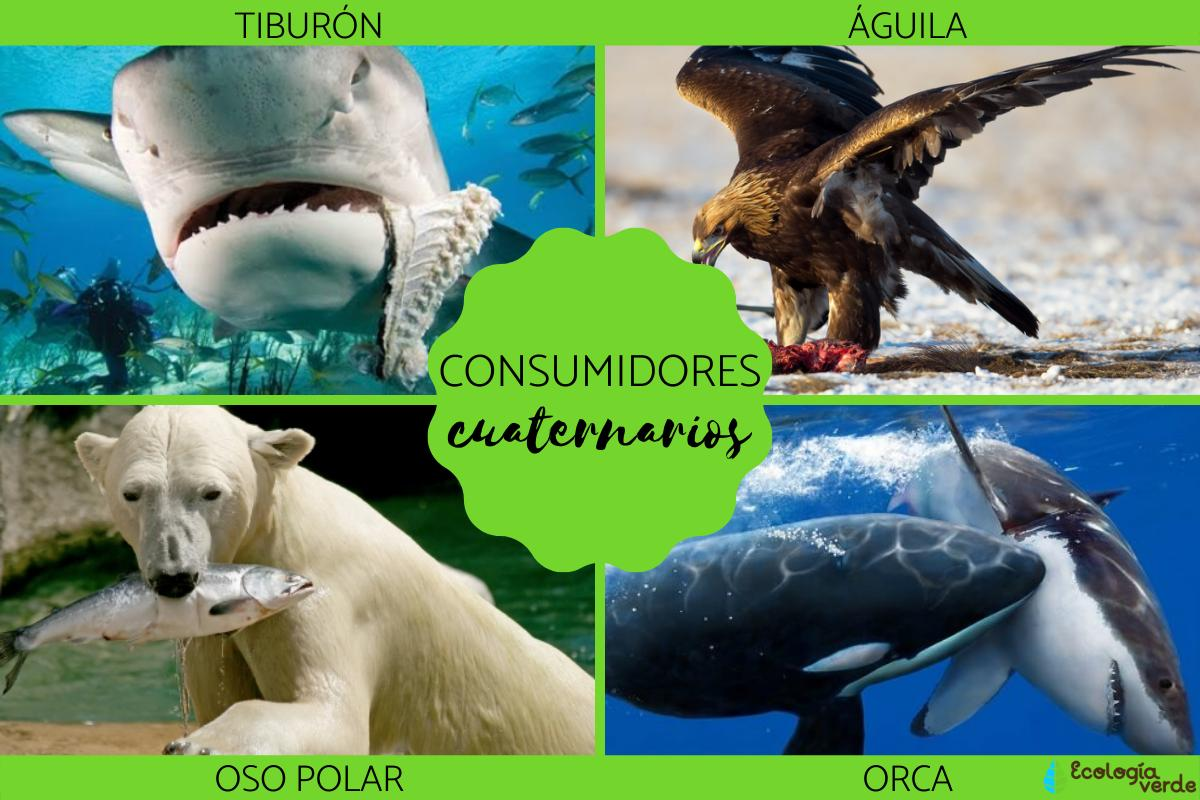 TIBURÓN
ÁGUILA
CONSUMIDORES
cuaternarios
OSO POLAR
ORCA
Ecología
verde